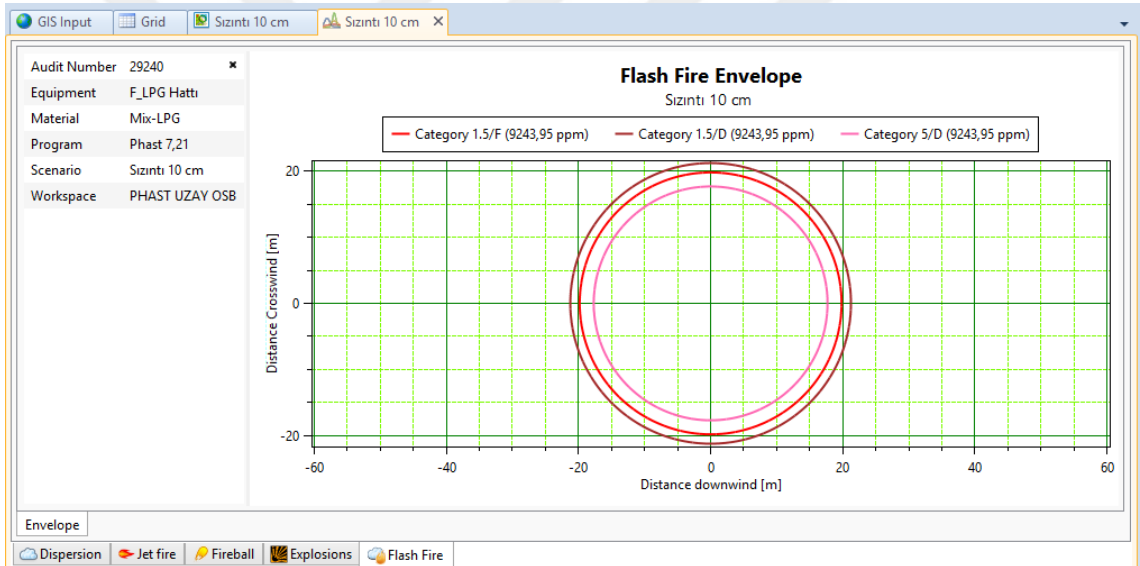 GIS Input
Grid
Sızıntı 10 cm
Sızıntı 10 cm
Audit Number 29240
Equipment F_LPG Hattı
Material Mix-LPG
Program Phast 7,21
Scenario Sızıntı 10 cm
Workspace PHAST UZAY OSB
Flash Fire Envelope
Sızıntı 10 cm
Category 1.5/F (9243,95 ppm)
Category 1.5/D (9243,95 ppm)
Category 5/D (9243,95 ppm)
Distance Crosswind [m]
20
0
-20
-60 -40 -20 0 20 40 60
Distance downwind [m]
Envelope
Dispersion
Jet fire
Fireball
Explosions
Flash Fire